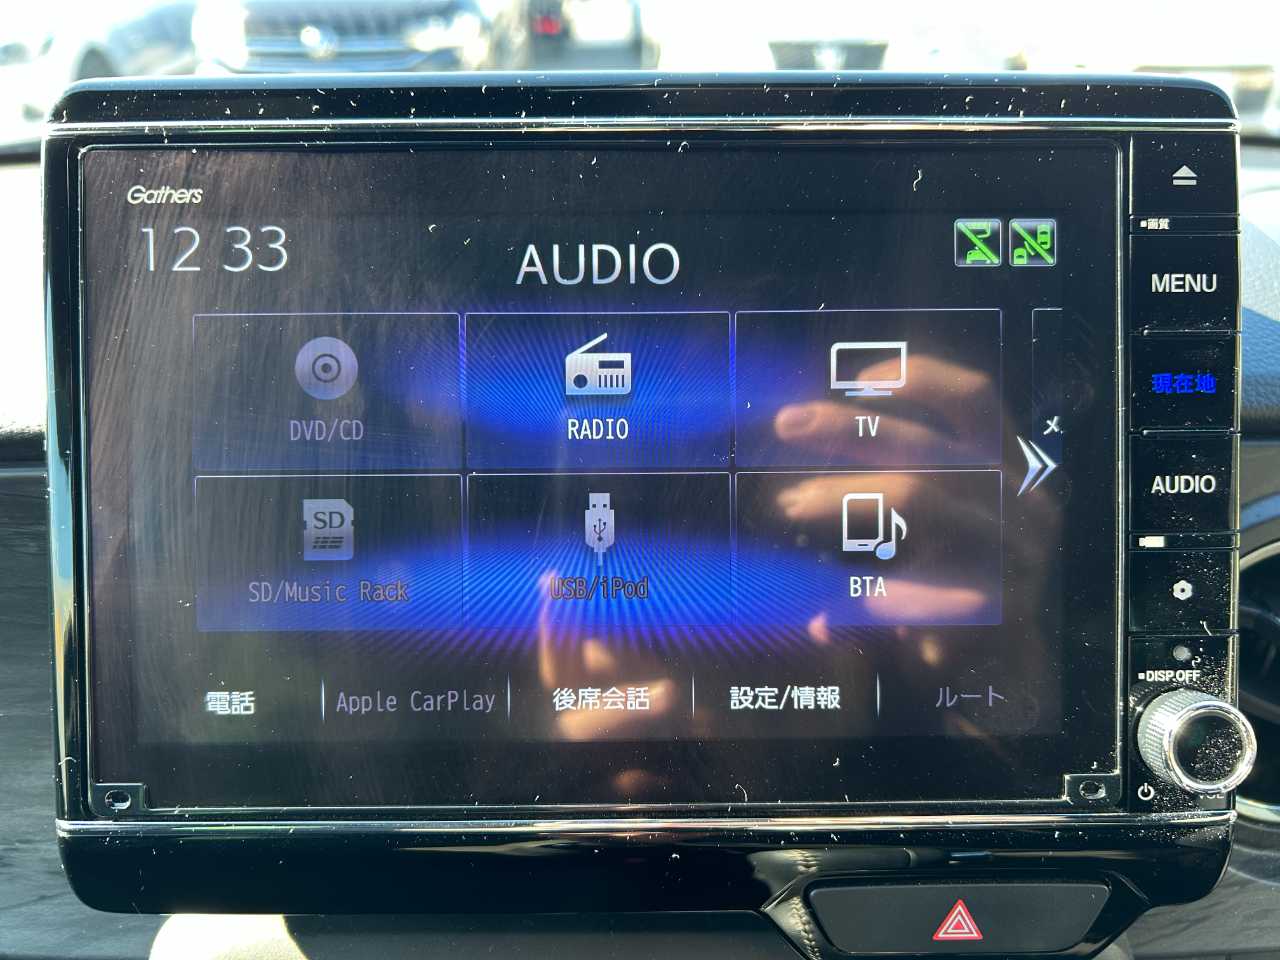 Gathers
12 33
AUDIO
DVD/CD
RADIO
TV
SD
SD/Music Rack
USB/iPod
BTA
電話
Apple CarPlay
後席会話
設定/情報
ルート
画質
MENU
現在地
AUDIO
DISP.OFF